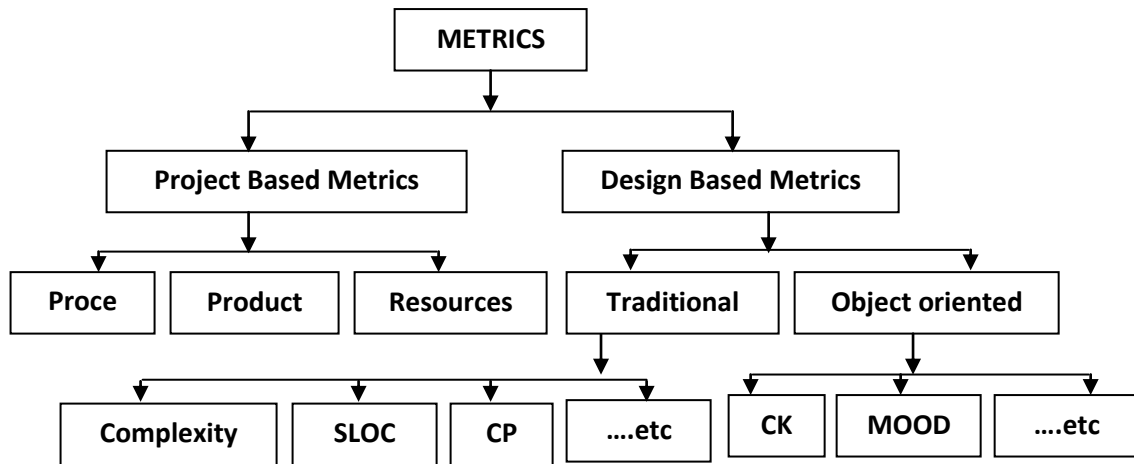 METRICS
Project Based Metrics
Design Based Metrics
Proce
Product
Resources
Traditional
Object oriented
Complexity
SLOC
CP
….etc
CK
MOOD
….etc